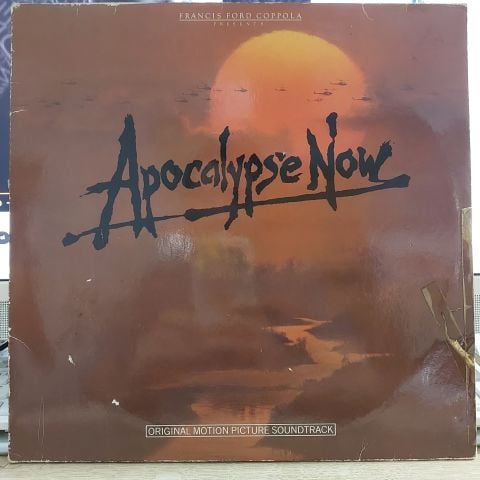 FRANCIS FORD COPPOLA
PRESENTS
Apocalypse Now
ORIGINAL MOTION PICTURE SOUNDTRACK